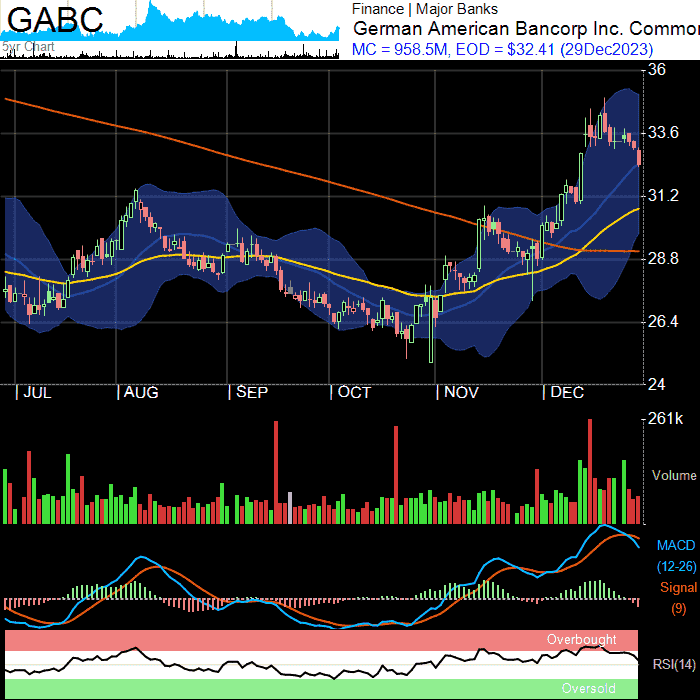 GABC
5yr Chart
Finance | Major Banks
German American Bancorp Inc. Common
MC = 958.5M, EOD = $32.41 (29Dec2023)
36
33.6
31.2
28.8
26.4
24
| JUL | AUG | SEP | OCT | NOV | DEC
261k
Volume
MACD
(12-26)
Signal
(9)
Overbought
RSI(14)
Oversold